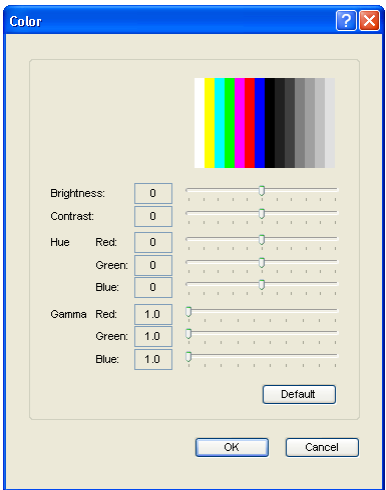 Color
Brightness: 0
Contrast: 0
Hue Red: 0
Green: 0
Blue: 0
Gamma Red: 1.0
Green: 1.0
Blue: 1.0
Default
OK Cancel